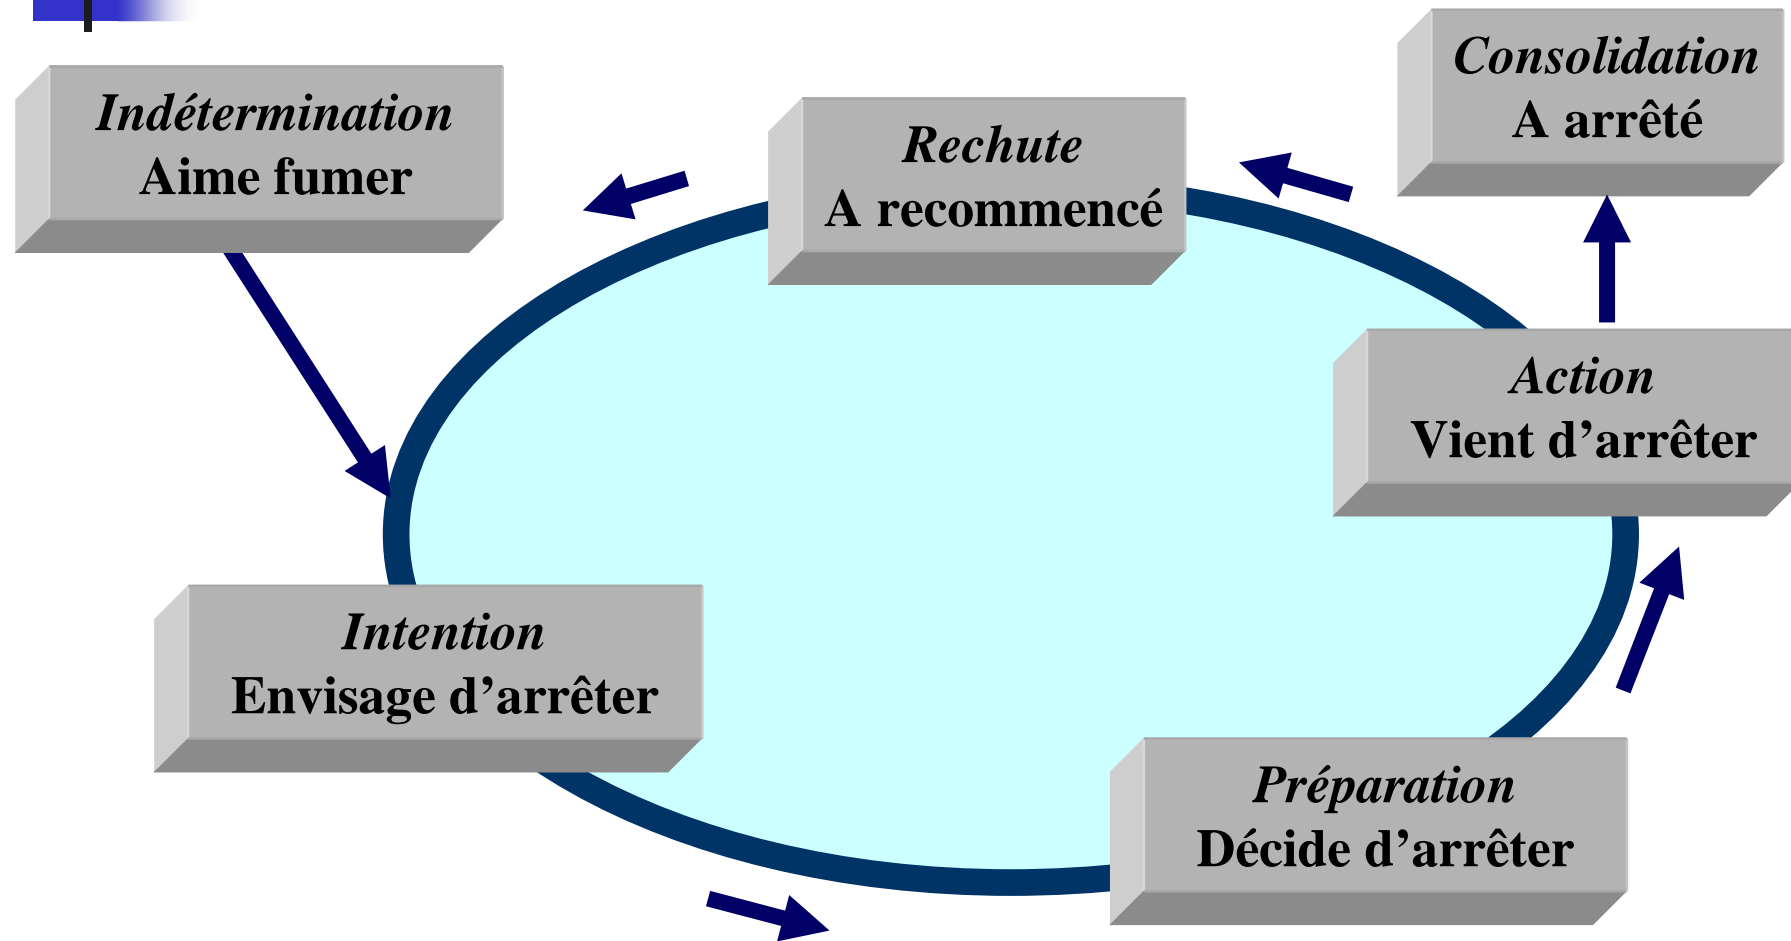 Indétermination
Aime fumer
Rechute
A recommencé
Consolidation
A arrêté
Action
Vient d’arrêter
Intention
Envisage d’arrêter
Préparation
Décide d’arrêter